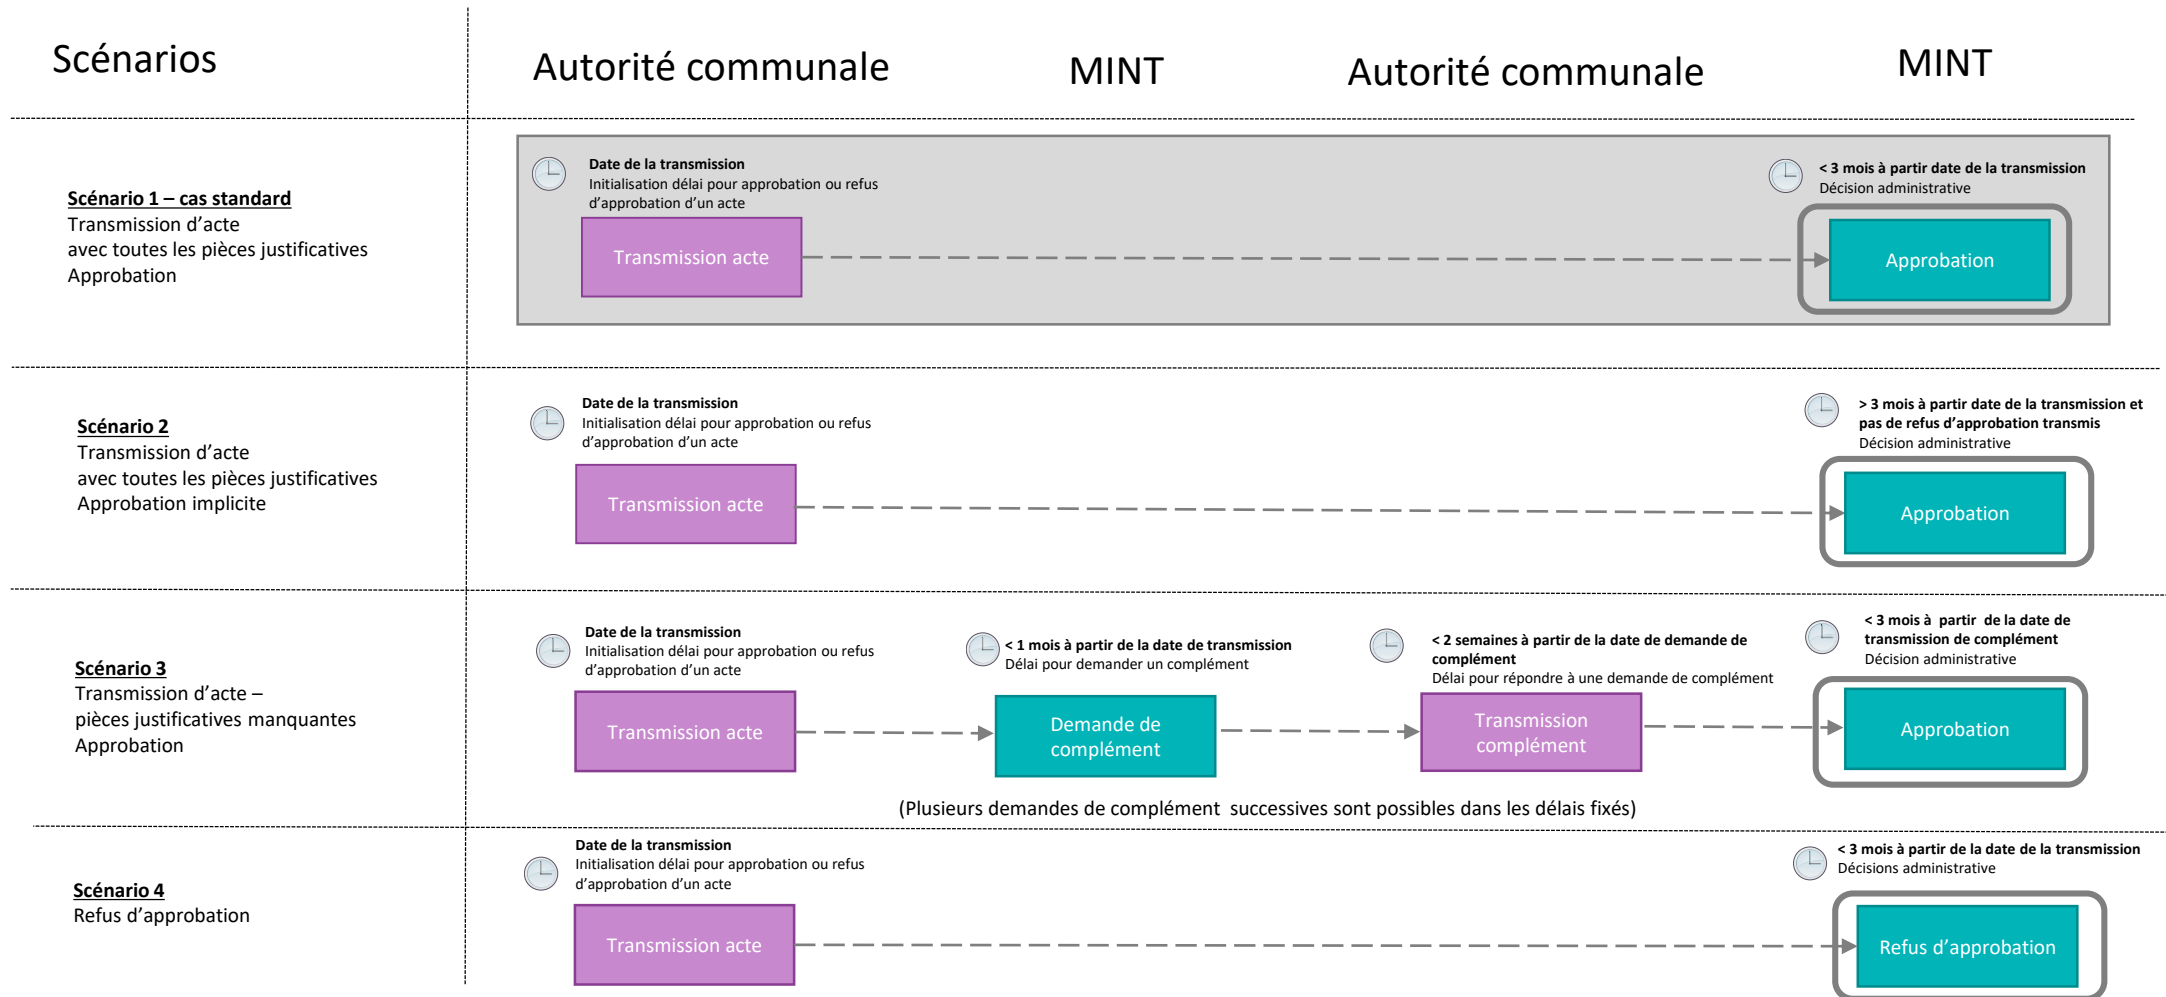 Scénarios
Autorité communale
MINT
Autorité communale
MINT
Scénario 1 – cas standard
Transmission d’acte
avec toutes les pièces justificatives
Approbation
Date de la transmission
Initialisation délai pour approbation ou refus
d’approbation d’un acte
Transmission acte
< 3 mois à partir date de la transmission
Décision administrative
Approbation
Scénario 2
Transmission d’acte
avec toutes les pièces justificatives
Approbation implicite
Date de la transmission
Initialisation délai pour approbation ou refus
d’approbation d’un acte
Transmission acte
> 3 mois à partir date de la transmission et
pas de refus d’approbation transmis
Décision administrative
Approbation
Scénario 3
Transmission d’acte –
pièces justificatives manquantes
Approbation
Date de la transmission
Initialisation délai pour approbation ou refus
d’approbation d’un acte
Transmission acte
< 1 mois à partir de la date de transmission
Délai pour demander un complément
Demande de
complément
< 2 semaines à partir de la date de demande de
complément
Délai pour répondre à une demande de complément
Transmission
complément
< 3 mois à  partir  de la date de
transmission de complément
Décision administrative
Approbation
(Plusieurs demandes de complément  successives sont possibles dans les délais fixés)
Scénario 4
Refus d’approbation
Date de la transmission
Initialisation délai pour approbation ou refus
d’approbation d’un acte
Transmission acte
< 3 mois à partir de la date de la transmission
Décisions administrative
Refus d’approbation